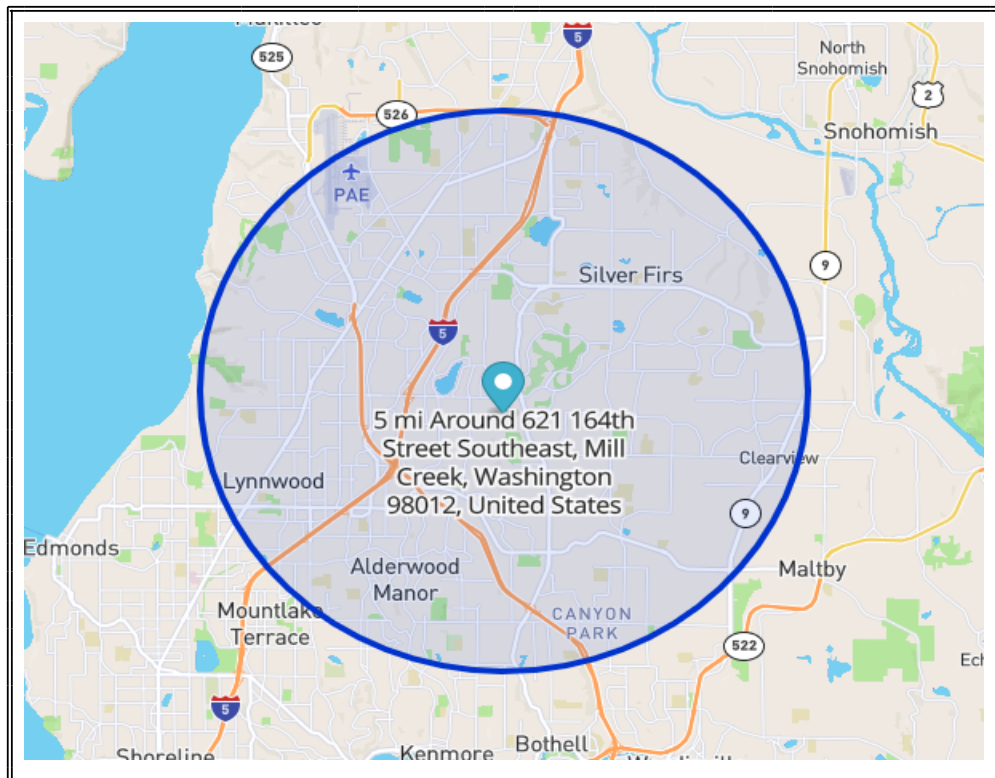 5
525
North
Snohomish
2
526
Snohomish
PAE
9
Silver Firs
5
5 mi Around 621 164th
Street Southeast, Mill
Creek, Washington
98012, United States
Clearview
Lynnwood
9
Edmonds
Alderwood
Manor
Maltby
Mountlake
Terrace
CANYON
PARK
522
5
Shoreline
Kenmore
Bothell